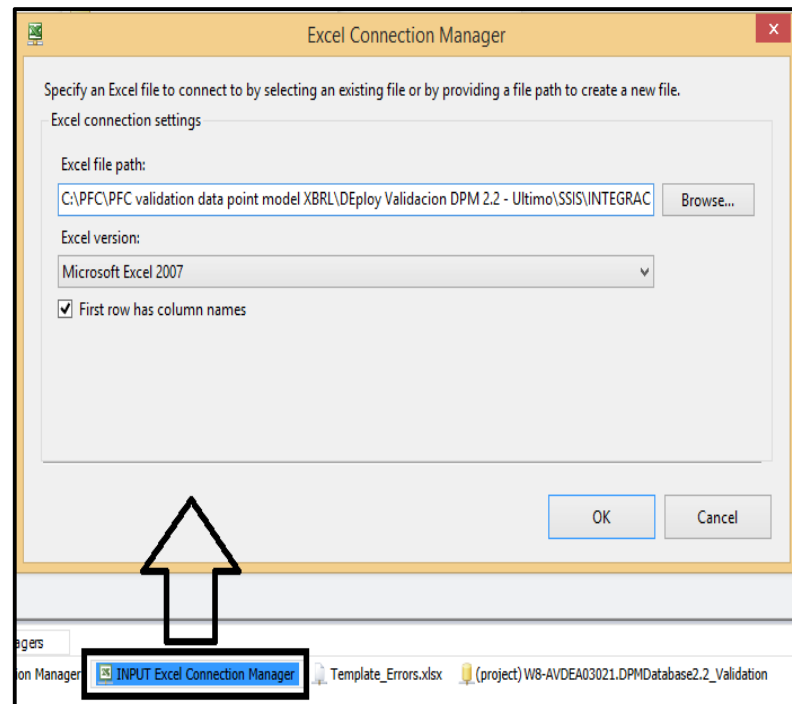 Excel Connection Manager
x
Specify an Excel file to connect to by selecting an existing file or by providing a file path to create a new file.
Excel connection settings
Excel file path:
C:\PFC\PFC validation data point model XBRL\DEploy Validacion DPM 2.2 - Ultimo\SSIS\INTEGRAC
Browse...
Excel version:
Microsoft Excel 2007
First row has column names
OK
Cancel
agers
ion Manager INPUT Excel Connection Manager Template_Errors.xlsx (project) W8-AVDEA03021.DPMDatabase2.2_Validation